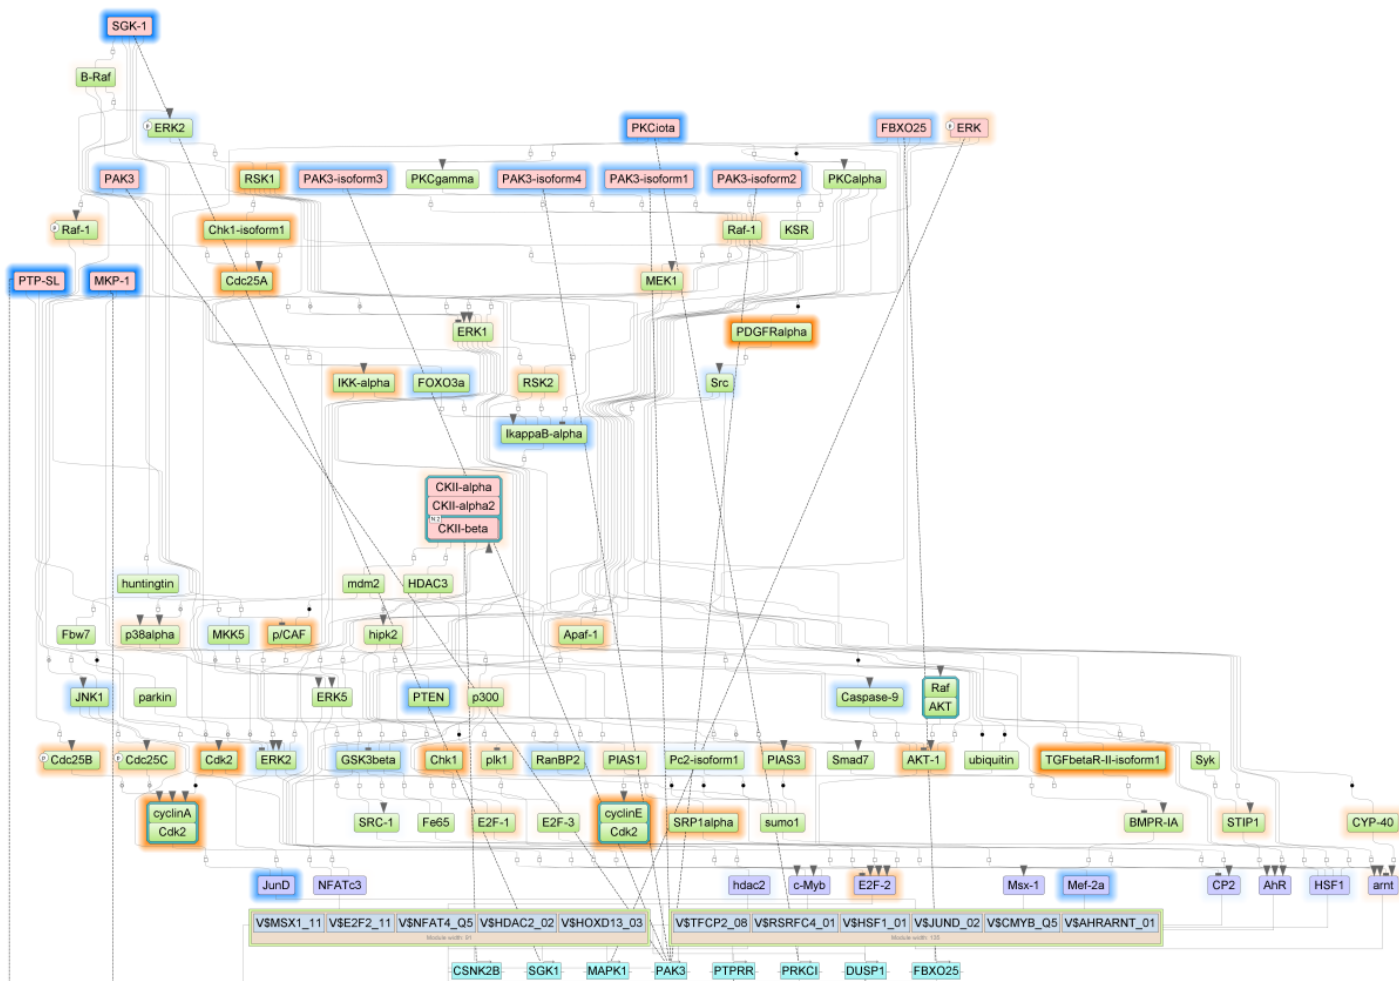 SGK-1
B-Raf
ERK2
PKCiota
FBXO25
ERK
PAK3
RSK1
PAK3-isoform3
PKCgamma
PAK3-isoform4
PAK3-isoform1
PAK3-isoform2
PKCalpha
Raf-1
Chk1-isoform1
Raf-1
KSR
PTP-SL
MKP-1
Cdc25A
MEK1
ERK1
PDGFRalpha
IKK-alpha
FOXO3a
RSK2
Src
IkappaB-alpha
CKII-alpha
CKII-alpha2
CKII-beta
huntingtin
mdm2
HDAC3
Fbw7
p38alpha
MKK5
p/CAF
hipk2
Apaf-1
JNK1
parkin
ERK5
PTEN
p300
Caspase-9
Raf
AKT
Cdc25B
Cdc25C
Cdk2
ERK2
GSK3beta
Chk1
plk1
RanBP2
PIAS1
Pc2-isoform1
PIAS3
Smad7
AKT-1
ubiquitin
TGFbetaR-II-isoform1
Syk
cyclinA
Cdk2
SRC-1
Fe65
E2F-1
E2F-3
cyclinE
Cdk2
SRP1alpha
sumo1
BMPR-IA
STIP1
CYP-40
JunD
NFATc3
hdac2
c-Myb
E2F-2
Msx-1
Mef-2a
CP2
AhR
HSF1
arnt
V$MSX1_11
V$E2F2_11
V$NFAT4_Q5
V$HDAC2_02
V$HOXD13_03
V$TFCP2_08
V$RSRFC4_01
V$HSF1_01
V$JUND_02
V$CMYB_Q5
V$AHRARNT_01
CSNK2B
SGK1
MAPK1
PAK3
PTPRR
PRKCI
DUSP1
FBXO25